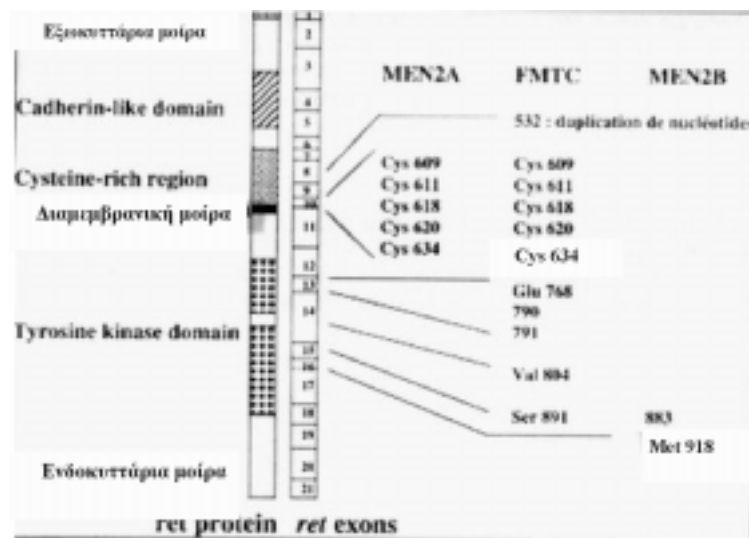 Εξωκυττάρια μοίρα
Cadherin-like domain
Cysteine-rich region
Διαμεμβρανική μοίρα
Tyrosine kinase domain
Ενδοκυττάρια μοίρα
ret protein
1
2
3
4
5
6
7
8
9
10
11
12
13
14
15
16
17
18
19
20
21
ret exons
MEN2A
Cys 609
Cys 611
Cys 618
Cys 620
Cys 634
FMTC
532 : duplication de nucléotides
Cys 609
Cys 611
Cys 618
Cys 620
Cys 634
Glu 768
790
791
Val 804
Ser 891
MEN2B
883
Met 918